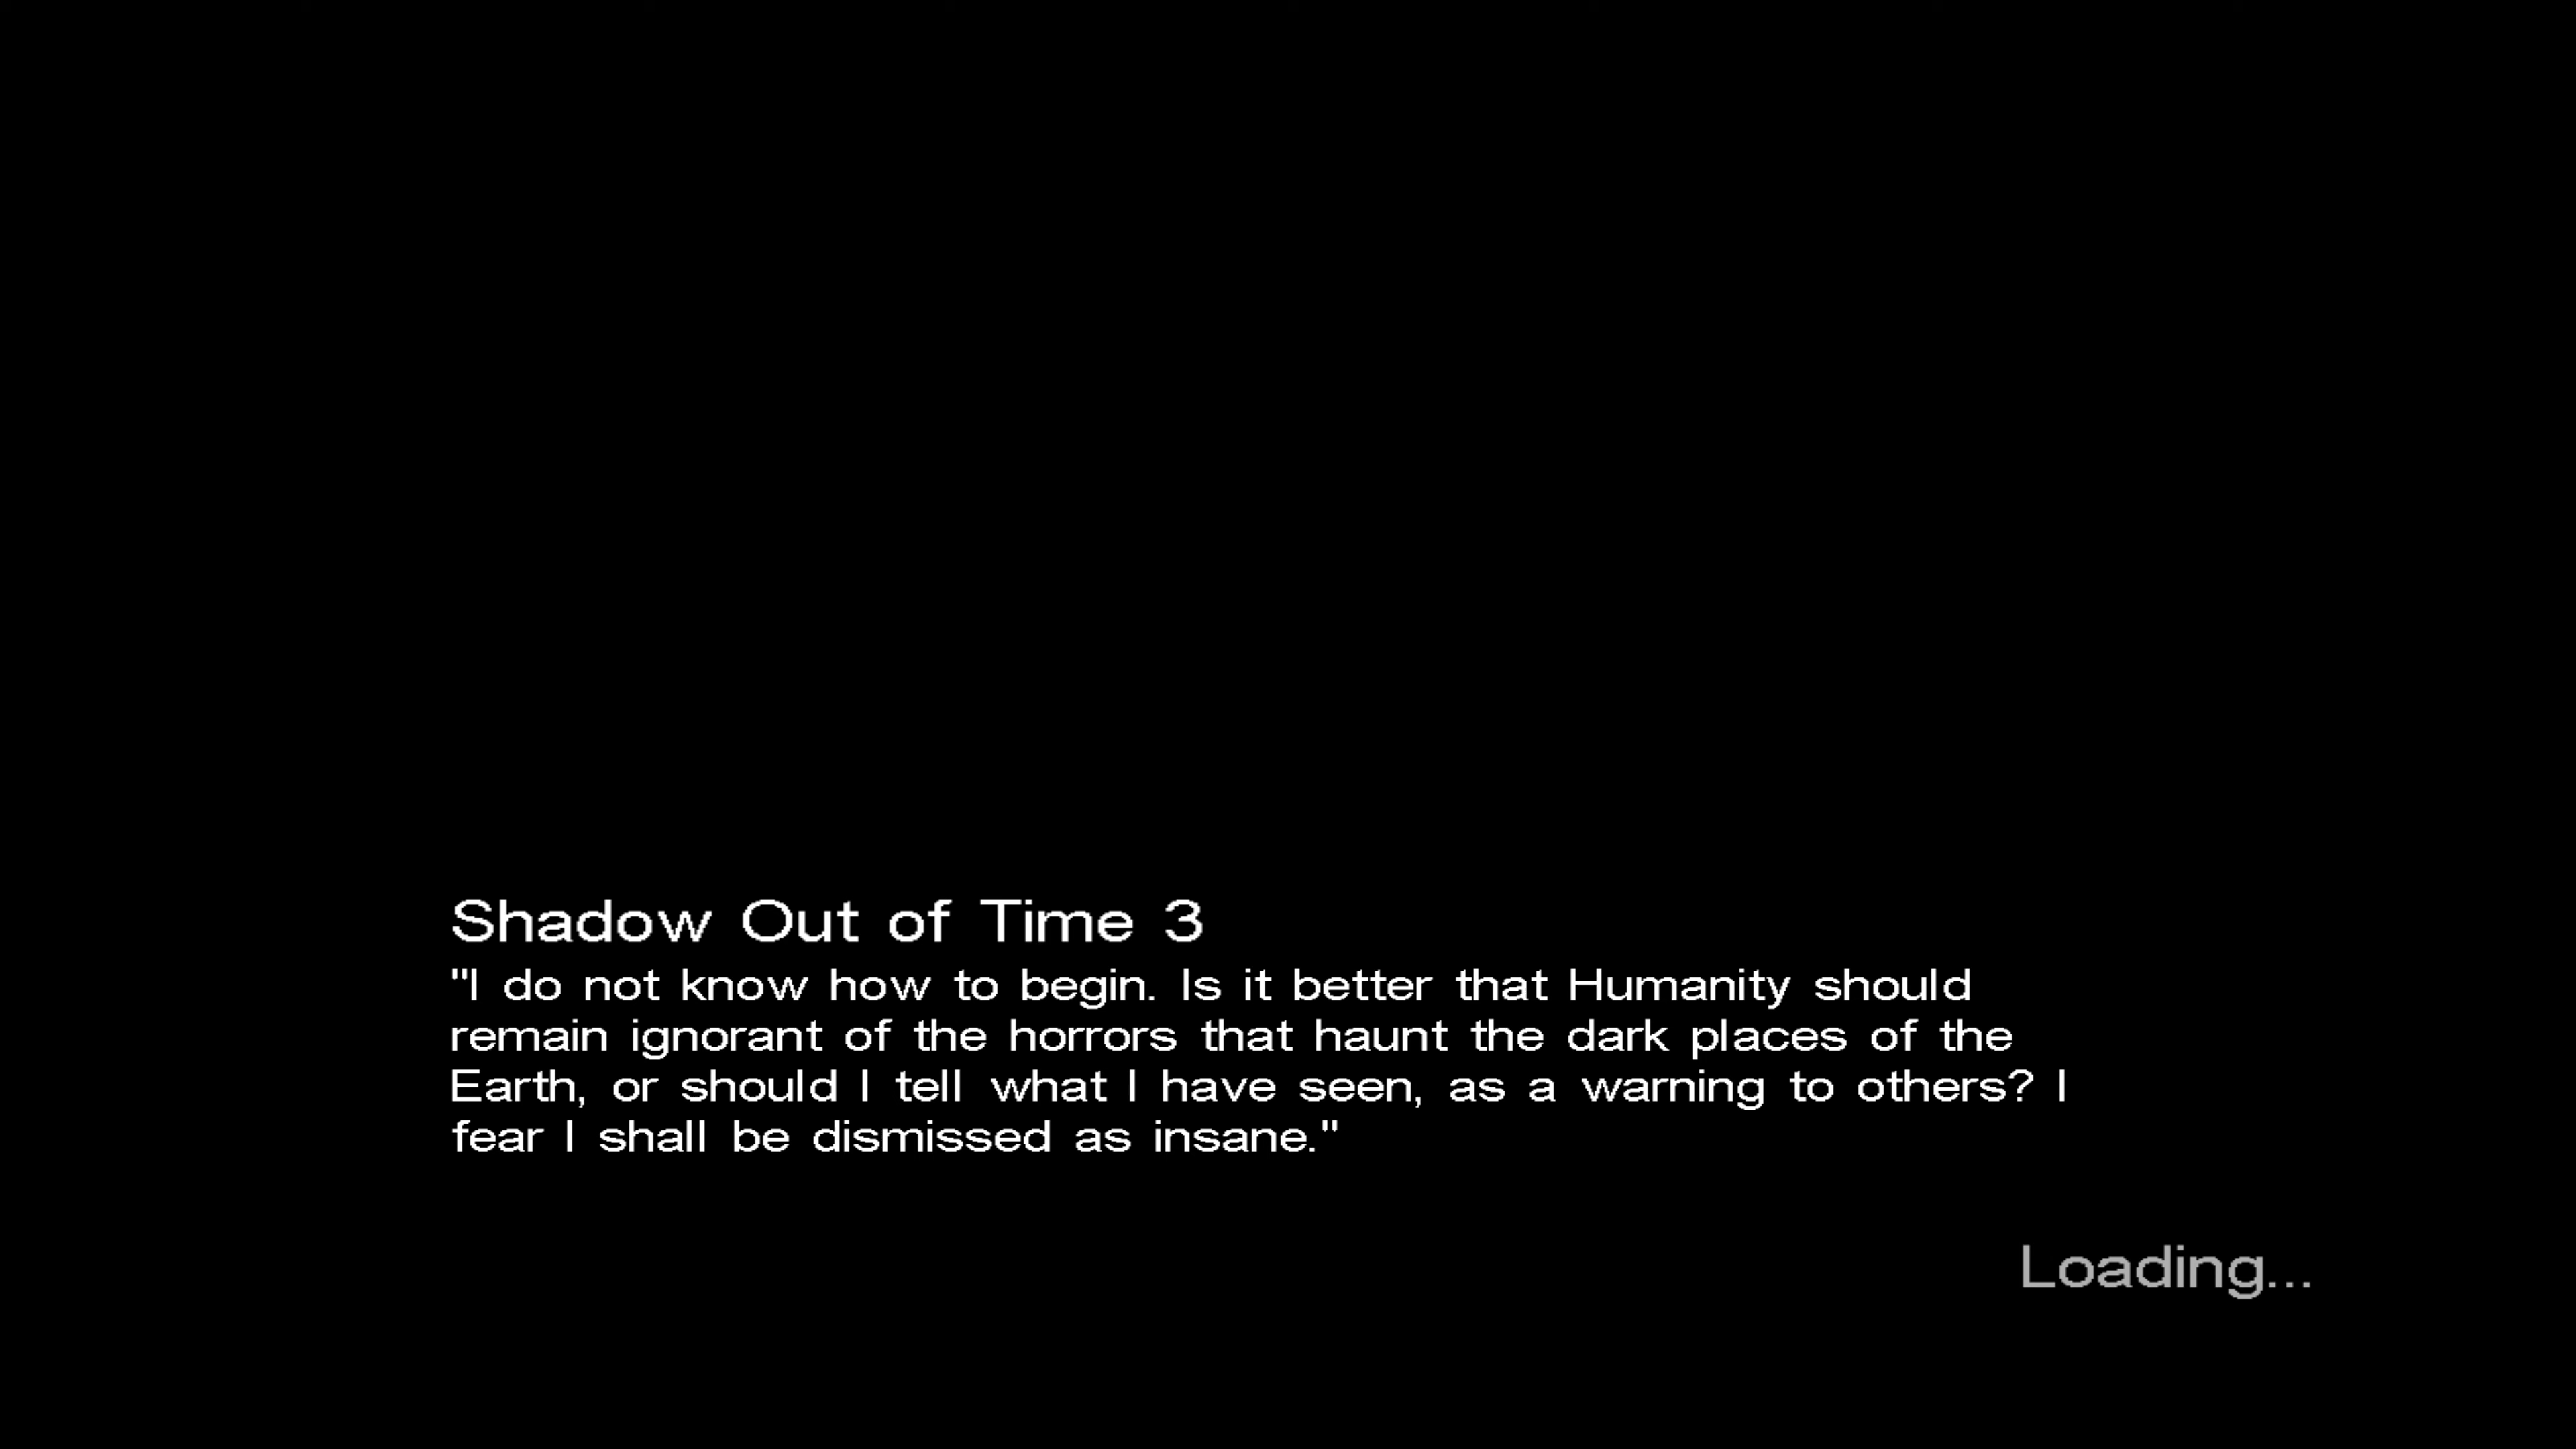 Shadow Out of Time 3
"I do not know how to begin. Is it better that Humanity should
remain ignorant of the horrors that haunt the dark places of the
Earth, or should I tell what I have seen, as a warning to others? I
fear I shall be dismissed as insane."
Loading...